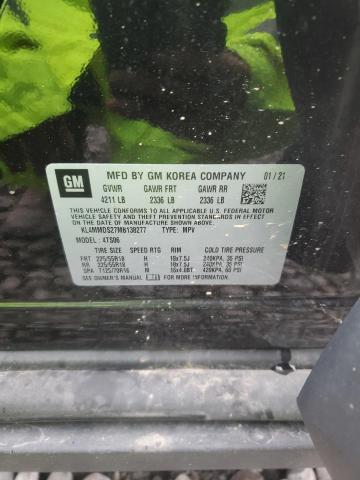 GM
MFD BY GM KOREA COMPANY 01/21
GVWR GAWR FRT GAWR RR
4211 LB 2336 LB 2336 LB
THIS VEHICLE CONFORMS TO ALL APPLICABLE U.S. FEDERAL MOTOR
VEHICLE SAFETY AND THEFT PREVENTION STANDARDS IN EFFECT ON
THE DATE OF MANUFACTURE SHOWN ABOVE.
KL4MMDS27MB138277 TYPE: MPV
MODEL: 4TS06
TIRE SIZE SPEED RTG RIM COLD TIRE PRESSURE
FRT 225/55R18 H 18x7.5J 240KPA, 35 PSI
RR 225/55R18 H 18x7.5J 240KPA, 35 PSI
SPA T125/70R16 M 16x4.0BT 420KPA, 60 PSI
SEE OWNER'S MANUAL FOR ADDITIONAL INFORMATION.